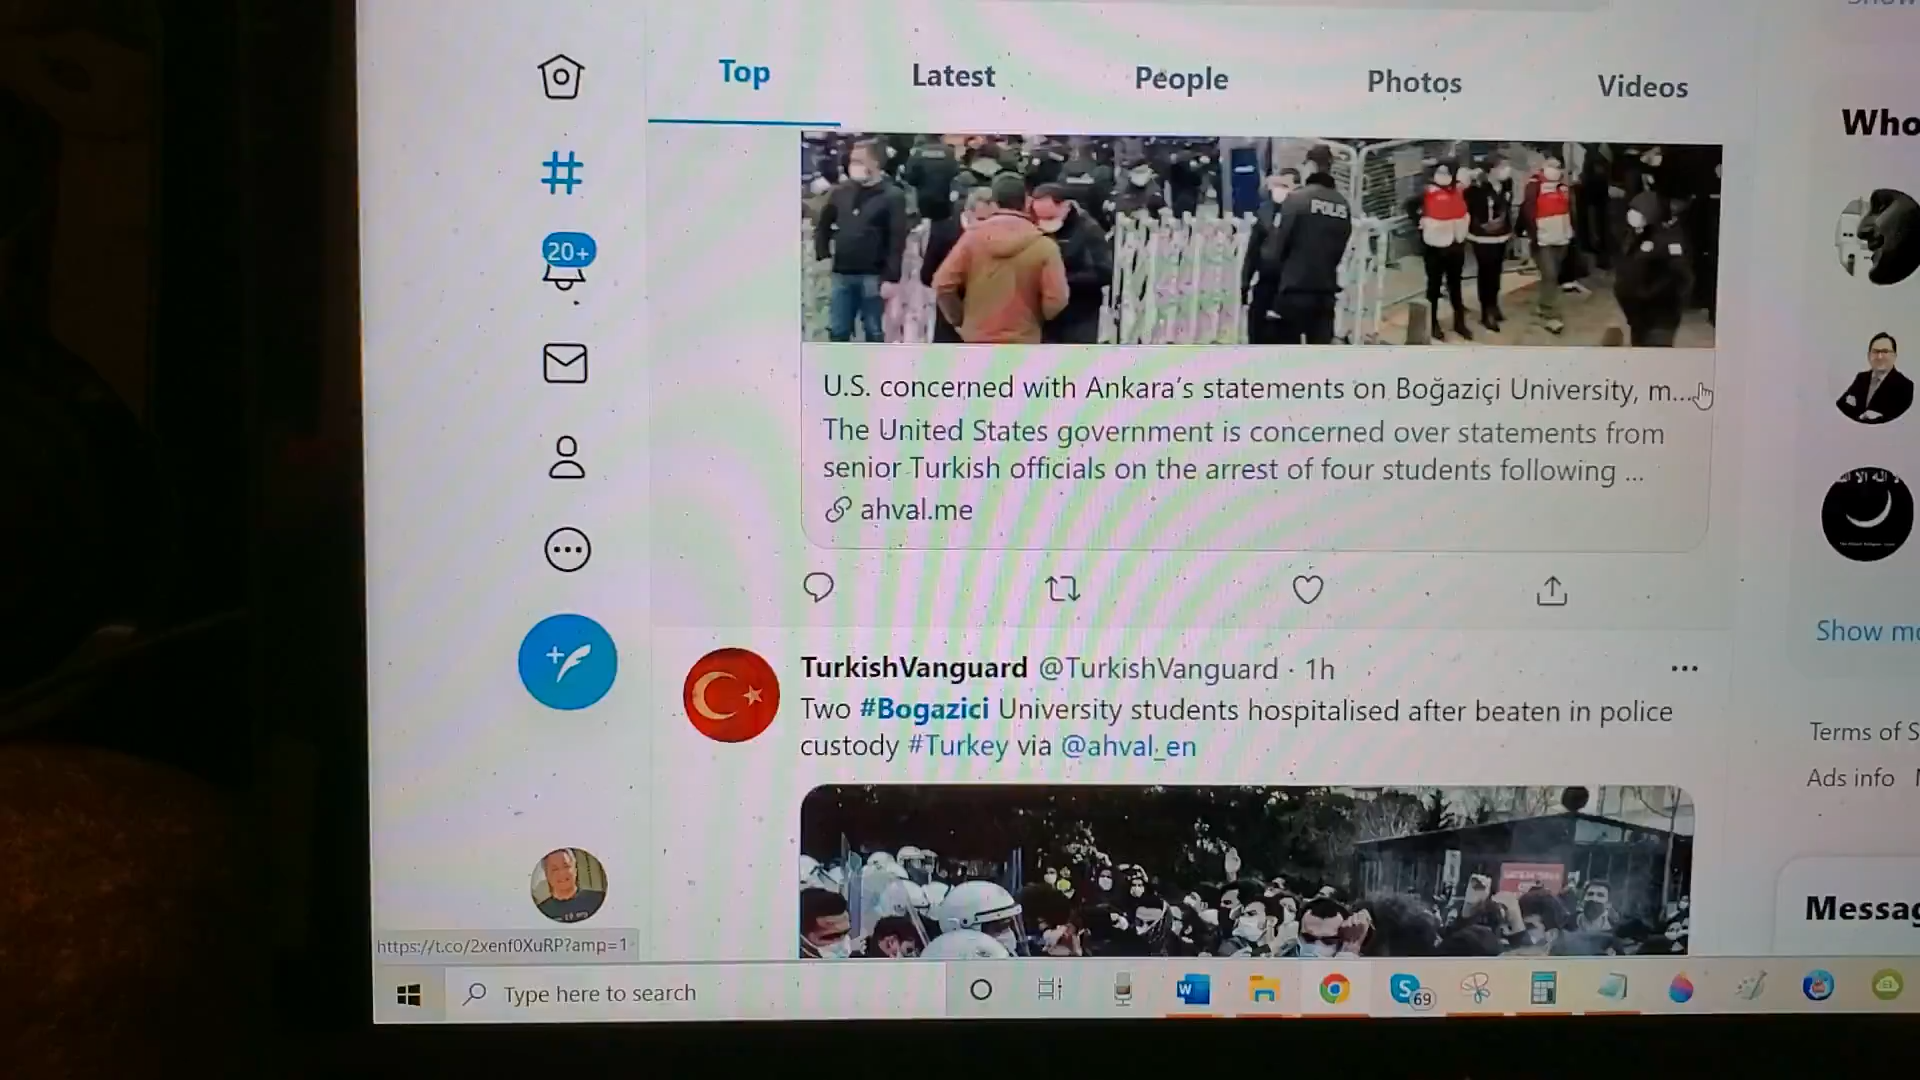 Top
Latest
People
Photos
Videos
Who
20+
POLIS
U.S. concerned with Ankara's statements on Boğaziçi University, m...
The United States government is concerned over statements from
senior Turkish officials on the arrest of four students following ...
ahval.me
Show mo
TurkishVanguard @TurkishVanguard · 1h
Two #Bogazici University students hospitalised after beaten in police
custody #Turkey via @ahval_en
Terms of S
Ads info
Messag
https://t.co/2xenf0XuRP?amp=1
Type here to search
W
S
69